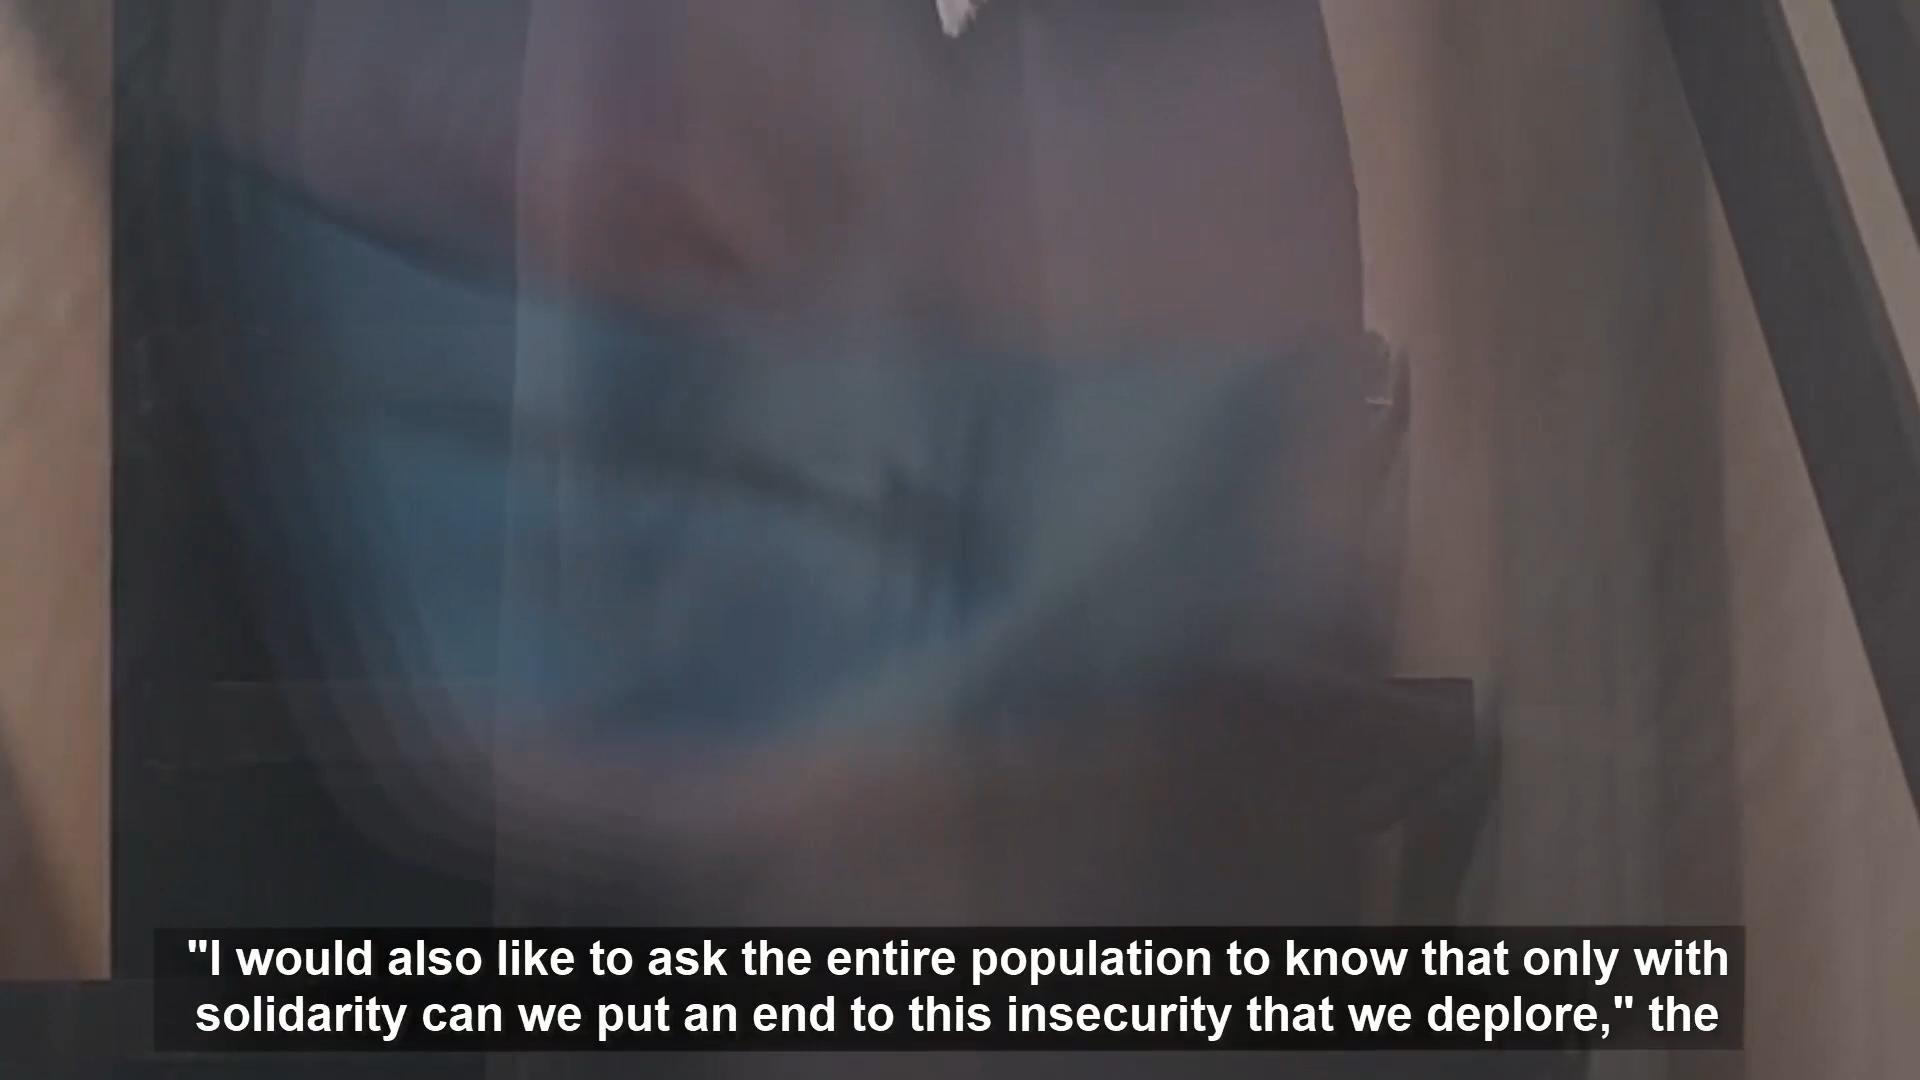 "I would also like to ask the entire population to know that only with
solidarity can we put an end to this insecurity that we deplore," the